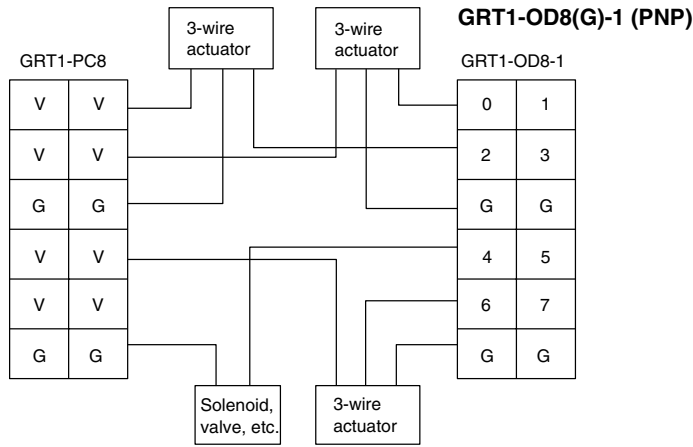 GRT1-OD8(G)-1 (PNP)
3-wire
actuator
3-wire
actuator
GRT1-PC8
GRT1-OD8-1
V V
0 1
V V
2 3
G G
G G
V V
4 5
V V
6 7
G G
G G
Solenoid,
valve, etc.
3-wire
actuator